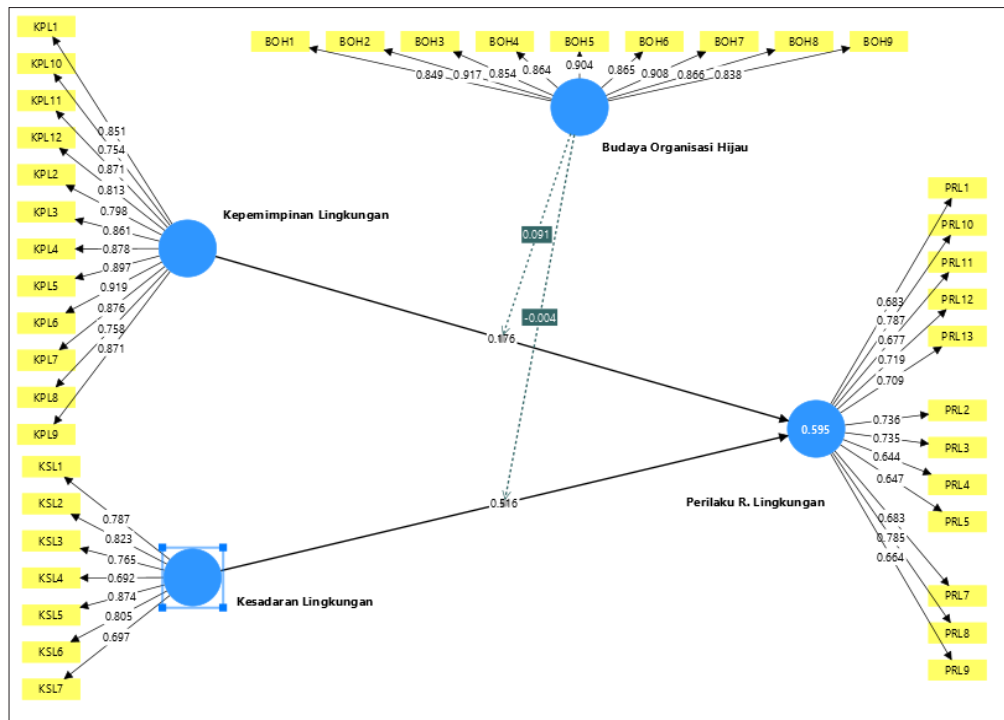 KPL1
KPL10
KPL11
KPL12
KPL2
KPL3
KPL4
KPL5
KPL6
KPL7
KPL8
KPL9
0.851
0.754
0.871
0.813
0.798
0.861
0.878
0.897
0.919
0.876
0.758
0.871
Kepemimpinan Lingkungan
BOH1 BOH2 BOH3 BOH4 BOH5 BOH6 BOH7 BOH8 BOH9
0.849 0.917 0.854 0.864 0.904 0.865 0.908 0.866 0.838
Budaya Organisasi Hijau
0.091
-0.004
0.176
0.516
KSL1
KSL2
KSL3
KSL4
KSL5
KSL6
KSL7
0.787
0.823
0.765
0.692
0.874
0.805
0.697
Kesadaran Lingkungan
0.595
Perilaku R. Lingkungan
0.683
0.787
0.677
0.719
0.709
0.736
0.735
0.644
0.647
0.683
0.785
0.664
PRL1
PRL10
PRL11
PRL12
PRL13
PRL2
PRL3
PRL4
PRL5
PRL7
PRL8
PRL9